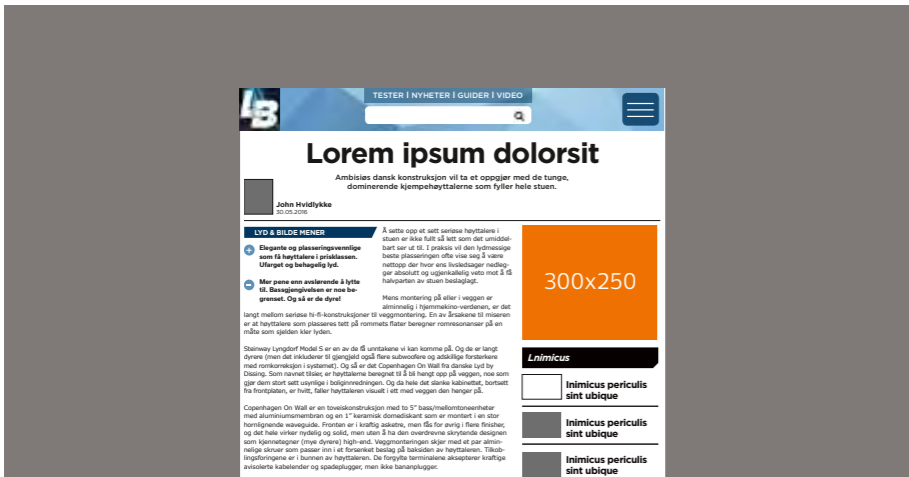 LB
TESTER I NYHETER I GUIDER I VIDEO
Lorem ipsum dolorsit
Ambisiøs dansk konstruksjon vil ta et oppgjør med de tunge,
dominerende kjempehøyttalerne som fyller hele stuen.
John Hvidlykke
30.05.2016
LYD & BILDE MENER
Elegante og plasseringsvennlige
som få høyttalere i prisklassen.
Ufarget og behagelig lyd.
Mer pene enn avslørende å lytte
til. Bassgjengivelsen er noe be-
grenset. Og så er de dyre!
Å sette opp et sett seriøse høyttalere i
stuen er ikke fullt så lett som det umiddel-
bart ser ut til. I praksis vil den lydmessige
beste plasseringen ofte vise seg å være
nettopp der hvor ens livsledsager nedleg-
ger absolutt og ugjenkallelig veto mot å få
halvparten av stuen beslaglagt.
Mens montering på eller i veggen er
alminnelig i hjemmekino-verdenen, er det
langt mellom seriøse hi-fi-konstruksjoner til veggmontering. En av årsakene til miseren
er at høyttalere som plasseres tett på rommets flater beregner romresonanser på en
måte som sjelden kler lyden.
Steinway Lyngdorf Model S er en av de få unntakene vi kan komme på. Og de er langt
dyrere (men det inkluderer til gjengjeld også flere subwoofere og adskillige forsterkere
med romkorreksjon i systemet). Og så er det Copenhagen On Wall fra danske Lyd by
Dissing. Som navnet tilsier, er høyttalerne beregnet til å bli hengt opp på veggen, noe som
gjør dem stort sett usynlige i boliginnredningen. Og da hele det slanke kabinettet, bortsett
fra frontplaten, er hvitt, faller høyttaleren visuelt i ett med veggen den henger på.
Copenhagen On Wall er en toveiskonstruksjon med to 5" bass/mellomtoneenheter
med aluminiumsmembran og en 1" keramisk domediskant som er montert i en stor
hornlignende waveguide. Fronten er i kraftig asketre, men fås for øvrig i flere finisher,
og det hele virker nydelig og solid, men uten å ha den overdrevne skrytende designen
som kjennetegner (mye dyrere) high-end. Veggmonteringen skjer med et par almin-
nelige skruer som passer inn i et forsenket beslag på baksiden av høyttaleren. Tilkob-
lingsforingene er i bunnen av høyttaleren. De forgylte terminalene aksepterer kraftige
avisolerte kabelender og spadeplugger, men ikke bananplugger.
300x250
Lnimicus
Inimicus periculis
sint ubique
Inimicus periculis
sint ubique
Inimicus periculis
sint ubique